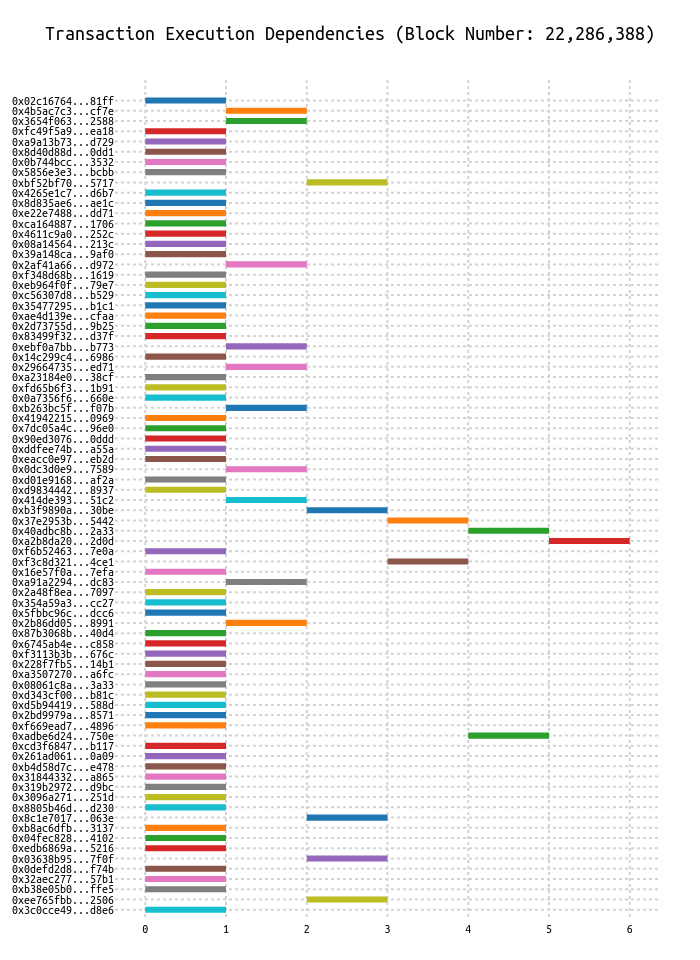 Transaction Execution Dependencies (Block Number: 22,286,388)
0x02c16764...81ff
0x4b5ac7c3...cf7e
0x3654f063...2588
0xfc49f5a9...ea18
0xa9a13b73...d729
0x8d40d88d...0dd1
0x0b744bcc...3532
0x5856e3e3...bcbb
0xbf52bf70...5717
0x4265e1c7...d6b7
0x8d835ae6...ae1c
0xe22e7488...dd71
0xca164887...1706
0x4611c9a0...252c
0x08a14564...213c
0x39a148ca...9af0
0x2af41a66...d972
0xf348d68b...1619
0xeb964f0f...79e7
0xc56307d8...b529
0x35477295...b1c1
0xae4d139e...cfaa
0x2d73755d...9b25
0x83499f32...d37f
0xebf0a7bb...b773
0x14c299c4...6986
0x29664735...ed71
0xa23184e0...38cf
0xfd65b6f3...1b91
0x0a7356f6...660e
0xb263bc5f...f07b
0x41942215...0969
0x7dc05a4c...96e0
0x90ed3076...0ddd
0xddfee74b...a55a
0xeacc0e97...eb2d
0x0dc3d0e9...7589
0xd01e9168...af2a
0xd9834442...8937
0x414de393...51c2
0xb3f9890a...30be
0x37e2953b...5442
0x40adbc8b...2a33
0xa2b8da20...2d0d
0xf6b52463...7e0a
0xf3c8d321...4ce1
0x16e57f0a...7efa
0xa91a2294...dc83
0x2a48f8ea...7097
0x354a59a3...cc27
0x5fbbc96c...dcc6
0x2b86dd05...8991
0x87b3068b...40d4
0x6745ab4e...c858
0xf3113b3b...676c
0x228f7fb5...14b1
0xa3507270...a6fc
0x08061c8a...3a33
0xd343cf00...b81c
0xd5b94419...588d
0x2bd9979a...8571
0xf669ead7...4896
0xadbe6d24...750e
0xcd3f6847...b117
0x261ad061...0a09
0xb4d58d7c...e478
0x31844332...a865
0x319b2972...d9bc
0x3096a271...251d
0x8805b46d...d230
0x8c1e7017...063e
0xb8ac6dfb...3137
0x04fec828...4102
0xedb6869a...5216
0x03638b95...7f0f
0x0defd2d8...f74b
0x32aec277...57b1
0xb38e05b0...ffe5
0xee765fbb...2506
0x3c0cce49...d8e6
0 1 2 3 4 5 6